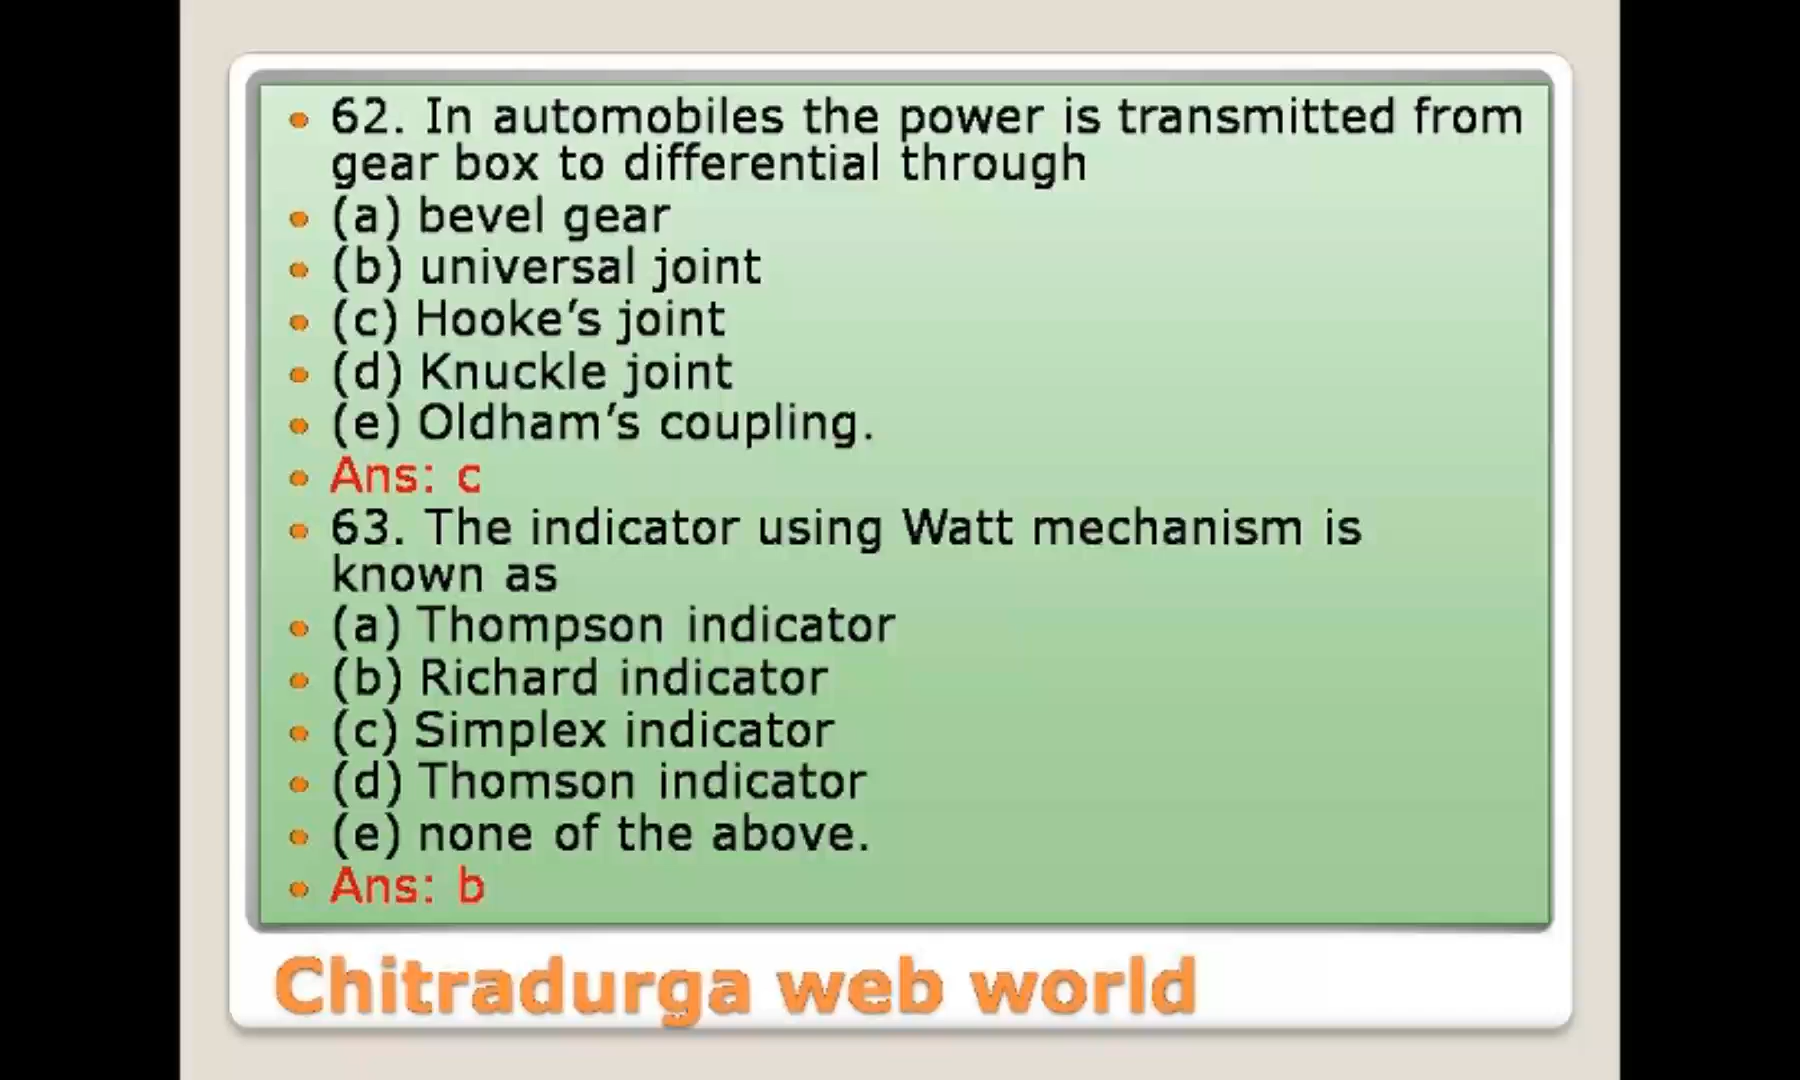 62. In automobiles the power is transmitted from
gear box to differential through
(a) bevel gear
(b) universal joint
(c) Hooke’s joint
(d) Knuckle joint
(e) Oldham’s coupling.
Ans: c
63. The indicator using Watt mechanism is
known as
(a) Thompson indicator
(b) Richard indicator
(c) Simplex indicator
(d) Thomson indicator
(e) none of the above.
Ans: b
Chitradurga web world